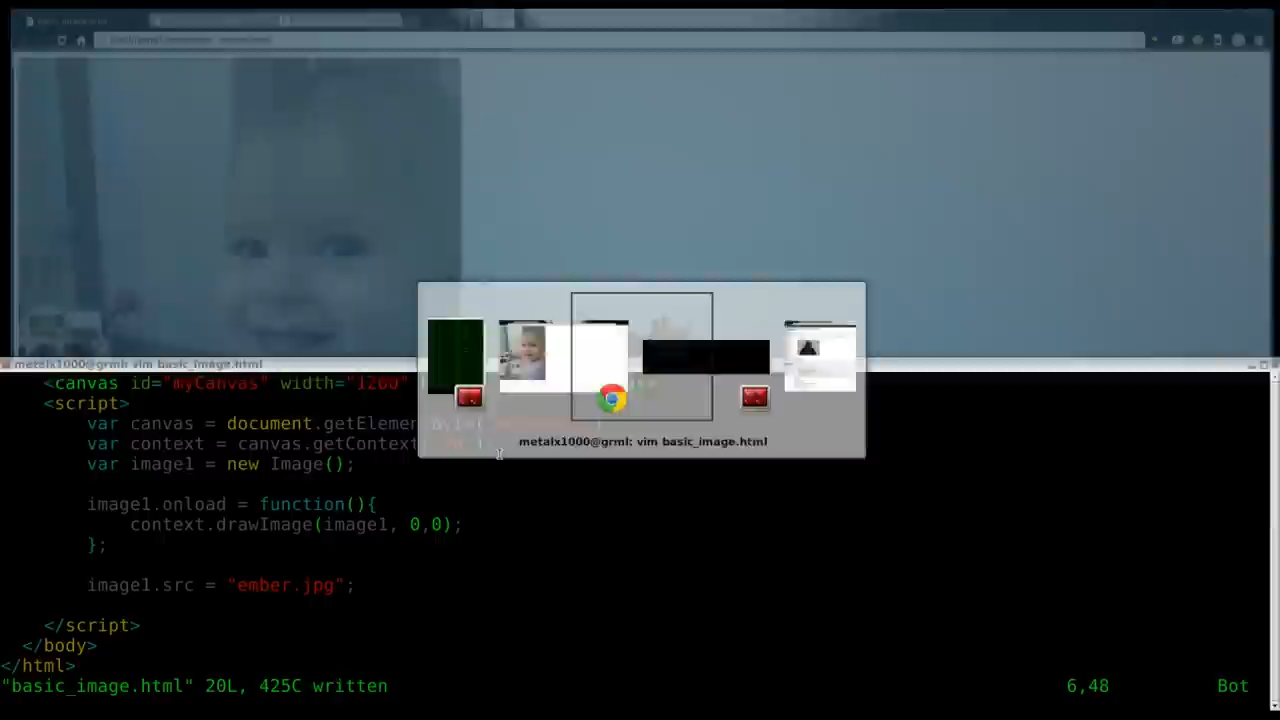 metalx1000@grml: vim basic_image.html
<canvas id="myCanvas" width="1200"
<script>
var canvas = document.getElemen
var context = canvas.getContext
var image1 = new Image();
image1.onload = function(){
context.drawImage(image1, 0,0);
};
image1.src = "ember.jpg";
</script>
</body>
</html>
"basic_image.html" 20L, 425C written 6,48 Bot
metalx1000@grml: vim basic_image.html